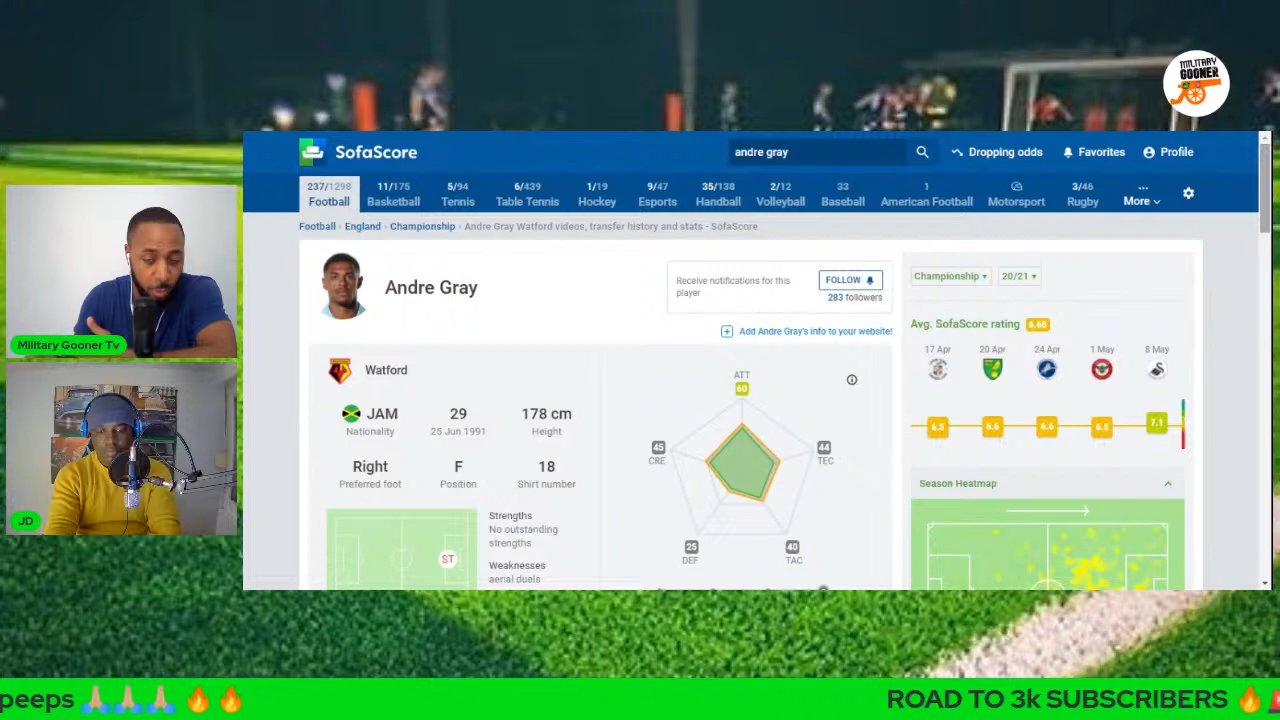 MILITARY
GOONER
SofaScore
andre gray
Dropping odds
Favorites
Profile
237/1298
Football
11/175
Basketball
5/94
Tennis
6/439
Table Tennis
1/19
Hockey
9/47
Esports
35/138
Handball
2/12
Volleyball
33
Baseball
1
American Football
Motorsport
3/46
Rugby
...
More
Football › England › Championship › Andre Gray Watford videos, transfer history and stats - SofaScore
Andre Gray
Receive notifications for this
player
FOLLOW
283 followers
Add Andre Gray's info to your website!
Watford
JAM
Nationality
29
25 Jun 1991
178 cm
Height
Right
Preferred foot
F
Position
18
Shirt number
ST
Strengths
No outstanding
strengths
Weaknesses
aerial duels
ATT
60
45
CRE
44
TEC
25
DEF
40
TAC
Championship
20/21
Avg. SofaScore rating 6.60
17 Apr
20 Apr
24 Apr
1 May
8 May
6.5
6.6
6.6
6.5
7.1
Season Heatmap
Military Gooner Tv
JD
peeps 🙏🏼🙏🏼🙏🏼 🔥🔥
ROAD TO 3k SUBSCRIBERS 🔥